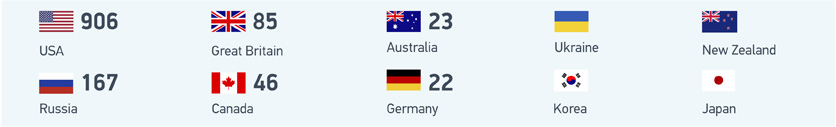 906 85 23
USA Great Britain Australia Ukraine New Zealand
167 46 22
Russia Canada Germany Korea Japan